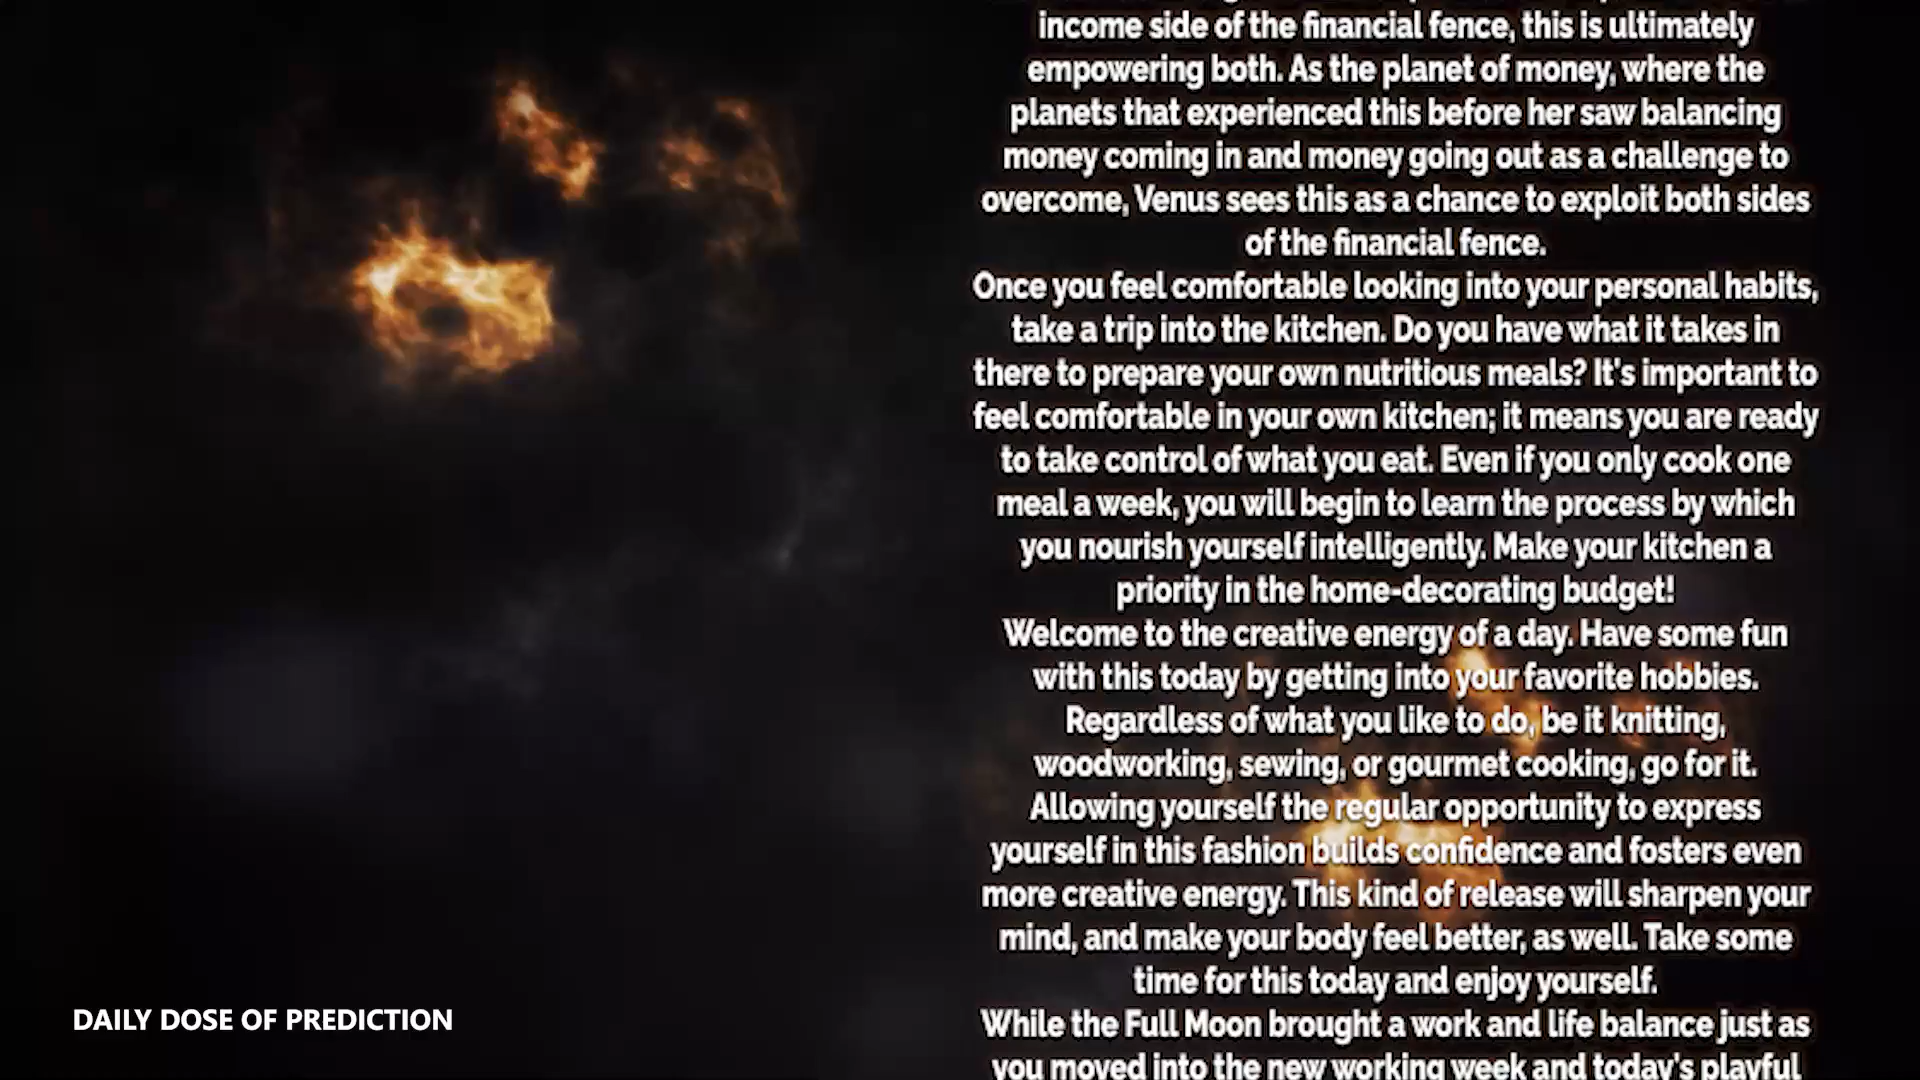 income side of the financial fence, this is ultimately
empowering both. As the planet of money, where the
planets that experienced this before her saw balancing
money coming in and money going out as a challenge to
overcome, Venus sees this as a chance to exploit both sides
of the financial fence.
Once you feel comfortable looking into your personal habits,
take a trip into the kitchen. Do you have what it takes in
there to prepare your own nutritious meals? It's important to
feel comfortable in your own kitchen; it means you are ready
to take control of what you eat. Even if you only cook one
meal a week, you will begin to learn the process by which
you nourish yourself intelligently. Make your kitchen a
priority in the home-decorating budget!
Welcome to the creative energy of a day. Have some fun
with this today by getting into your favorite hobbies.
Regardless of what you like to do, be it knitting,
woodworking, sewing, or gourmet cooking, go for it.
Allowing yourself the regular opportunity to express
yourself in this fashion builds confidence and fosters even
more creative energy. This kind of release will sharpen your
mind, and make your body feel better, as well. Take some
time for this today and enjoy yourself.
While the Full Moon brought a work and life balance just as
you moved into the new working week and today's playful
DAILY DOSE OF PREDICTION